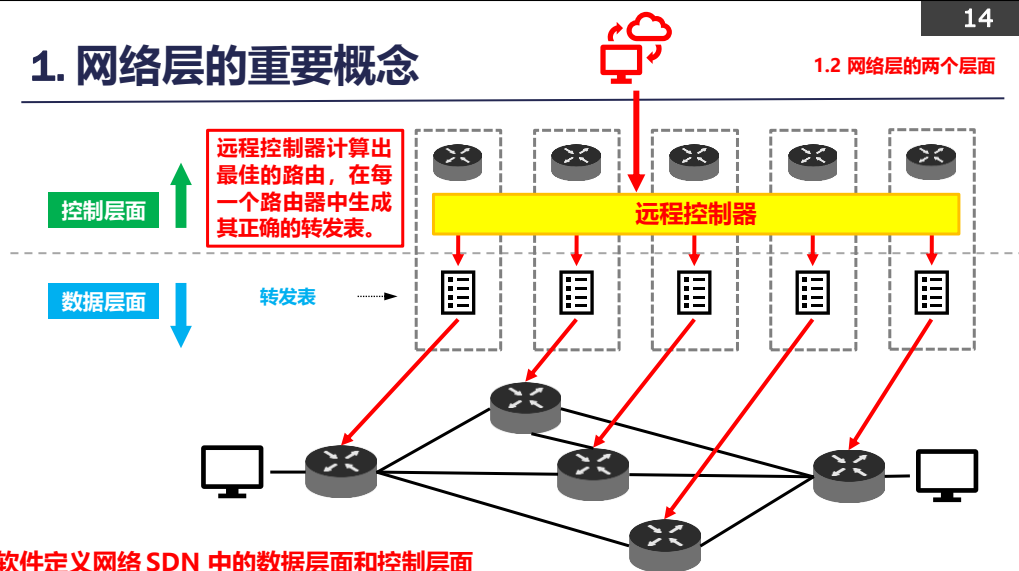 14
1. 网络层的重要概念
1.2 网络层的两个层面
远程控制器计算出
最佳的路由，在每
一个路由器中生成
其正确的转发表。
控制层面
远程控制器
数据层面
转发表
软件定义网络 SDN 中的数据层面和控制层面